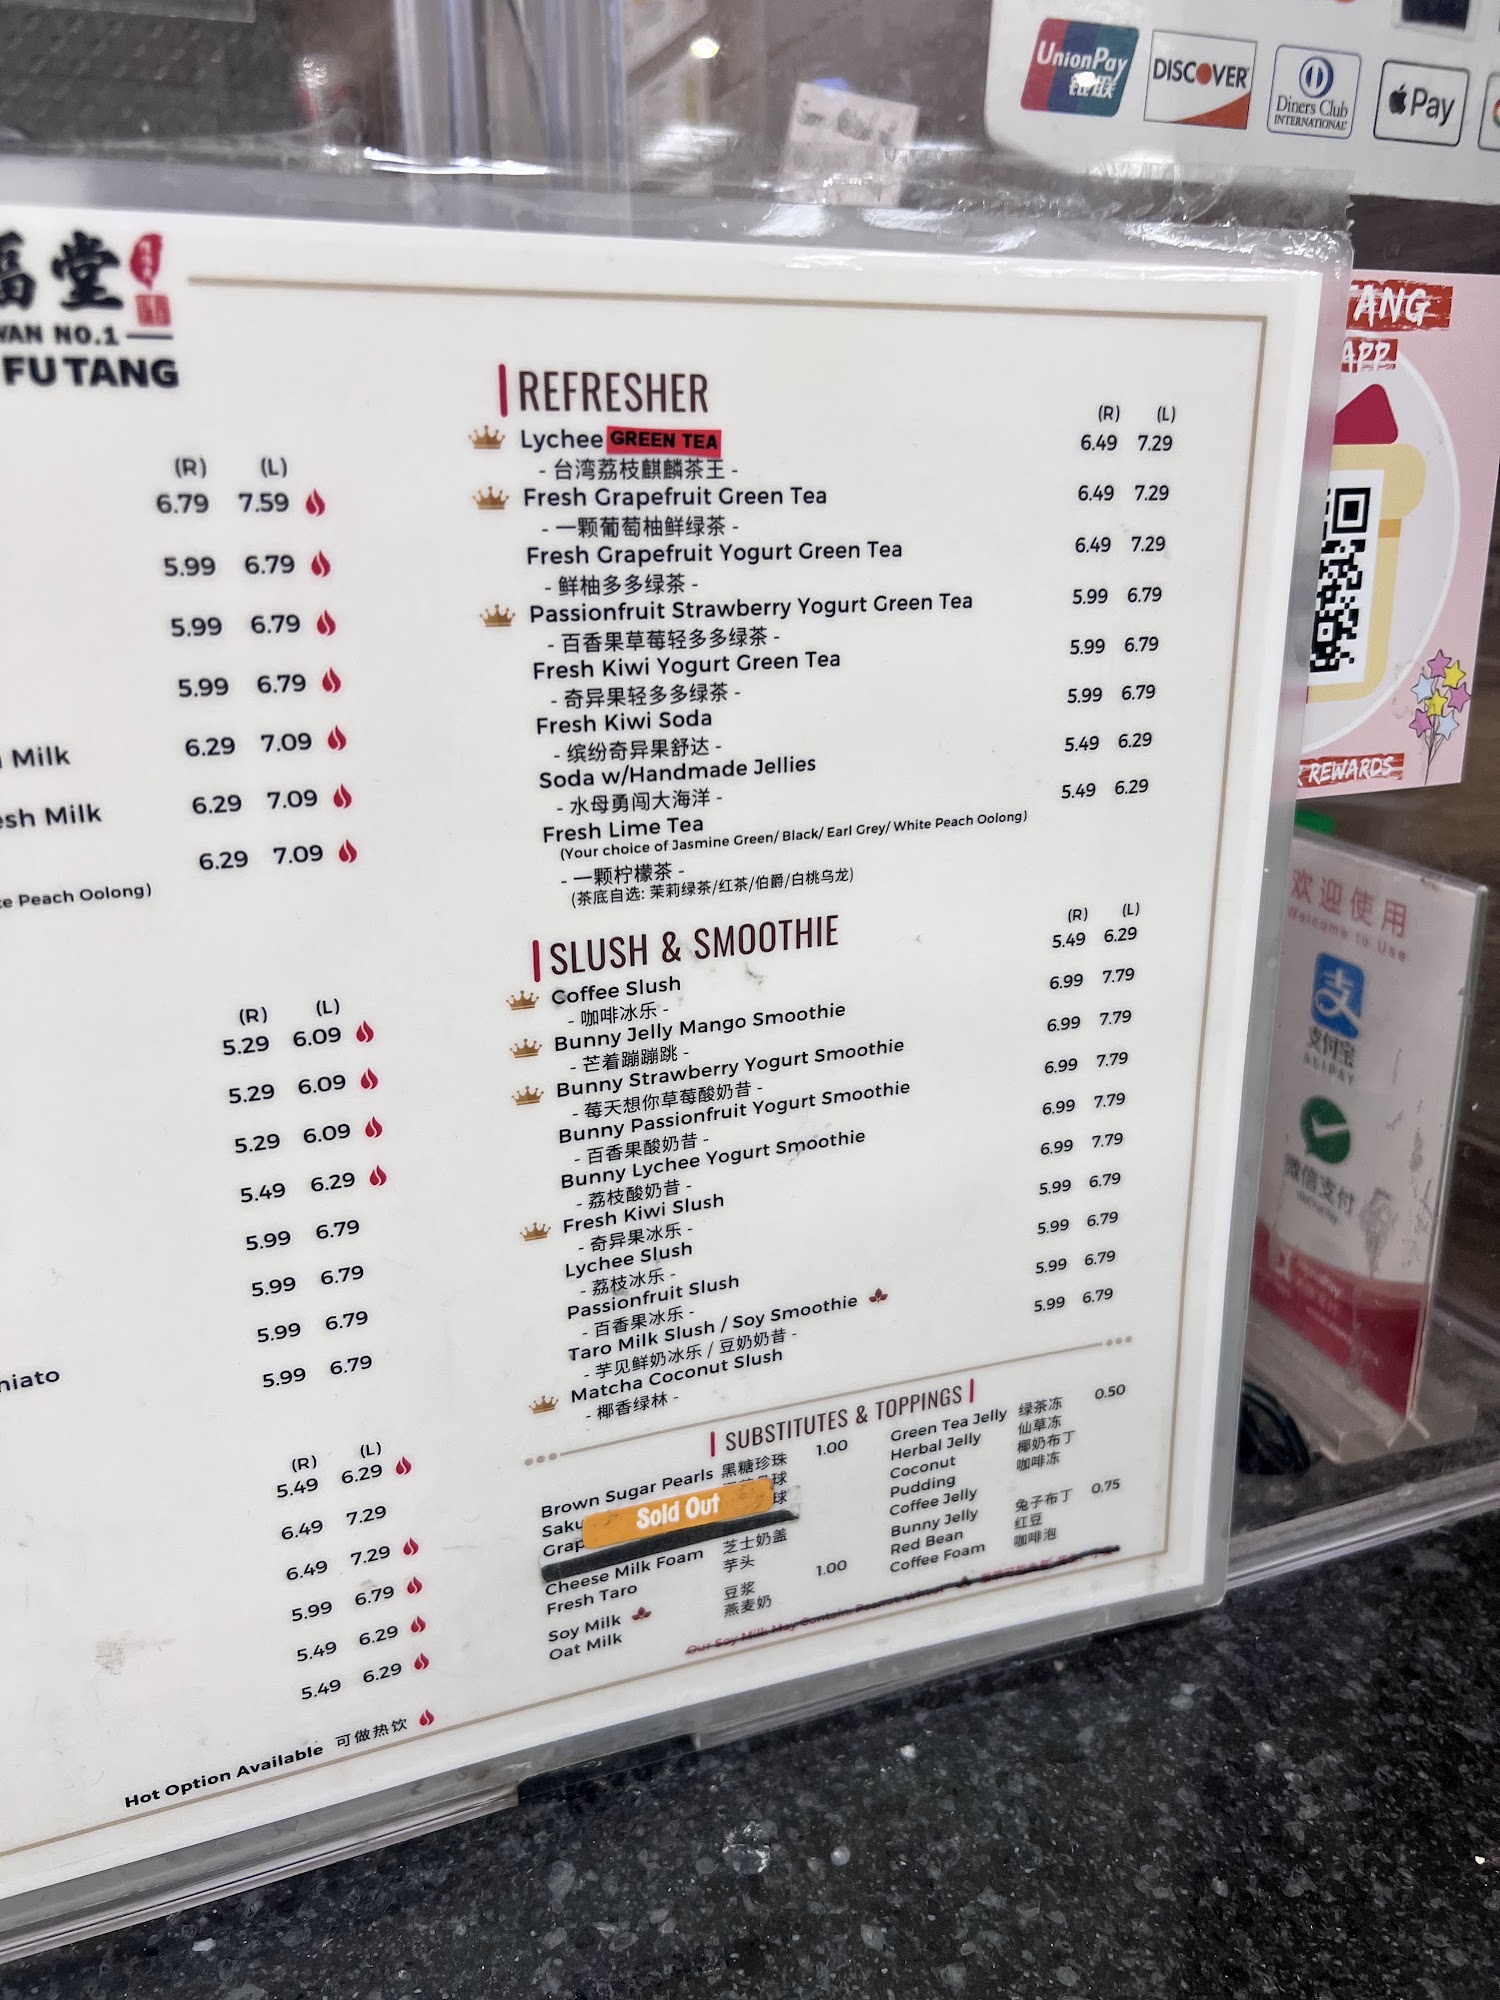 福堂
WAN NO.1
FU TANG
(R) (L)
6.79 7.59
5.99 6.79
5.99 6.79
5.99 6.79
Milk 6.29 7.09
esh Milk 6.29 7.09
6.29 7.09
te Peach Oolong)
(R) (L)
5.29 6.09
5.29 6.09
5.29 6.09
5.49 6.29
5.99 6.79
5.99 6.79
5.99 6.79
hiato 5.99 6.79
(R) (L)
5.49 6.29
6.49 7.29
6.49 7.29
5.99 6.79
5.49 6.29
5.49 6.29
Hot Option Available 可做热饮
REFRESHER
(R) (L)
Lychee GREEN TEA 6.49 7.29
- 台湾荔枝麒麟茶王 -
Fresh Grapefruit Green Tea 6.49 7.29
- 一颗葡萄柚鲜绿茶 -
Fresh Grapefruit Yogurt Green Tea 6.49 7.29
- 鲜柚多多绿茶 -
Passionfruit Strawberry Yogurt Green Tea 5.99 6.79
- 百香果草莓轻多多绿茶 -
Fresh Kiwi Yogurt Green Tea 5.99 6.79
- 奇异果轻多多绿茶 -
Fresh Kiwi Soda 5.99 6.79
- 缤纷奇异果舒达 -
Soda w/Handmade Jellies 5.49 6.29
- 水母勇闯大海洋 -
Fresh Lime Tea 5.49 6.29
(Your choice of Jasmine Green/ Black/ Earl Grey/ White Peach Oolong)
- 一颗柠檬茶 -
(茶底自选: 茉莉绿茶/红茶/伯爵/白桃乌龙)
SLUSH & SMOOTHIE
(R) (L)
Coffee Slush 5.49 6.29
- 咖啡冰乐 -
Bunny Jelly Mango Smoothie 6.99 7.79
- 芒着蹦蹦跳 -
Bunny Strawberry Yogurt Smoothie 6.99 7.79
- 莓天想你草莓酸奶昔 -
Bunny Passionfruit Yogurt Smoothie 6.99 7.79
- 百香果酸奶昔 -
Bunny Lychee Yogurt Smoothie 6.99 7.79
- 荔枝酸奶昔 -
Fresh Kiwi Slush 6.99 7.79
- 奇异果冰乐 -
Lychee Slush 5.99 6.79
- 荔枝冰乐 -
Passionfruit Slush 5.99 6.79
- 百香果冰乐 -
Taro Milk Slush / Soy Smoothie 5.99 6.79
- 芋见鲜奶冰乐 / 豆奶奶昔 -
Matcha Coconut Slush 5.99 6.79
- 椰香绿林 -
SUBSTITUTES & TOPPINGS
Brown Sugar Pearls 黑糖珍珠 1.00
Saku 球
Grap 球
Sold Out
Cheese Milk Foam 芝士奶盖
Fresh Taro 芋头
Soy Milk 豆浆 1.00
Oat Milk 燕麦奶
Green Tea Jelly 绿茶冻 0.50
Herbal Jelly 仙草冻
Coconut 椰奶布丁
Pudding
Coffee Jelly 咖啡冻
Bunny Jelly 兔子布丁 0.75
Red Bean 红豆
Coffee Foam 咖啡泡
Our Soy Milk May Contain Peanut, Wheat
UnionPay
银联
DISCOVER
Diners Club
INTERNATIONAL
Pay
TANG
APP
REWARDS
欢迎使用
Welcome to Use
支
支付宝
ALIPAY
微信支付